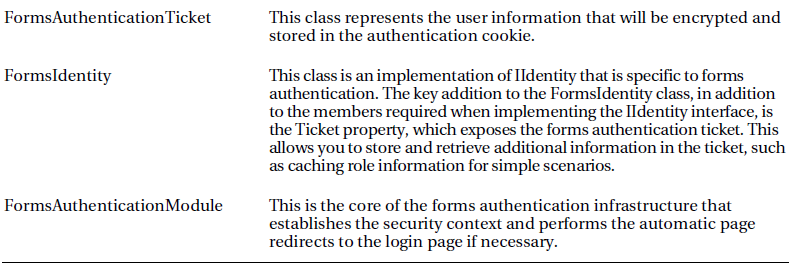 FormsAuthenticationTicket This class represents the user information that will be encrypted and
stored in the authentication cookie.
FormsIdentity This class is an implementation of IIdentity that is specific to forms
authentication. The key addition to the FormsIdentity class, in addition
to the members required when implementing the IIdentity interface, is
the Ticket property, which exposes the forms authentication ticket. This
allows you to store and retrieve additional information in the ticket, such
as caching role information for simple scenarios.
FormsAuthenticationModule This is the core of the forms authentication infrastructure that
establishes the security context and performs the automatic page
redirects to the login page if necessary.